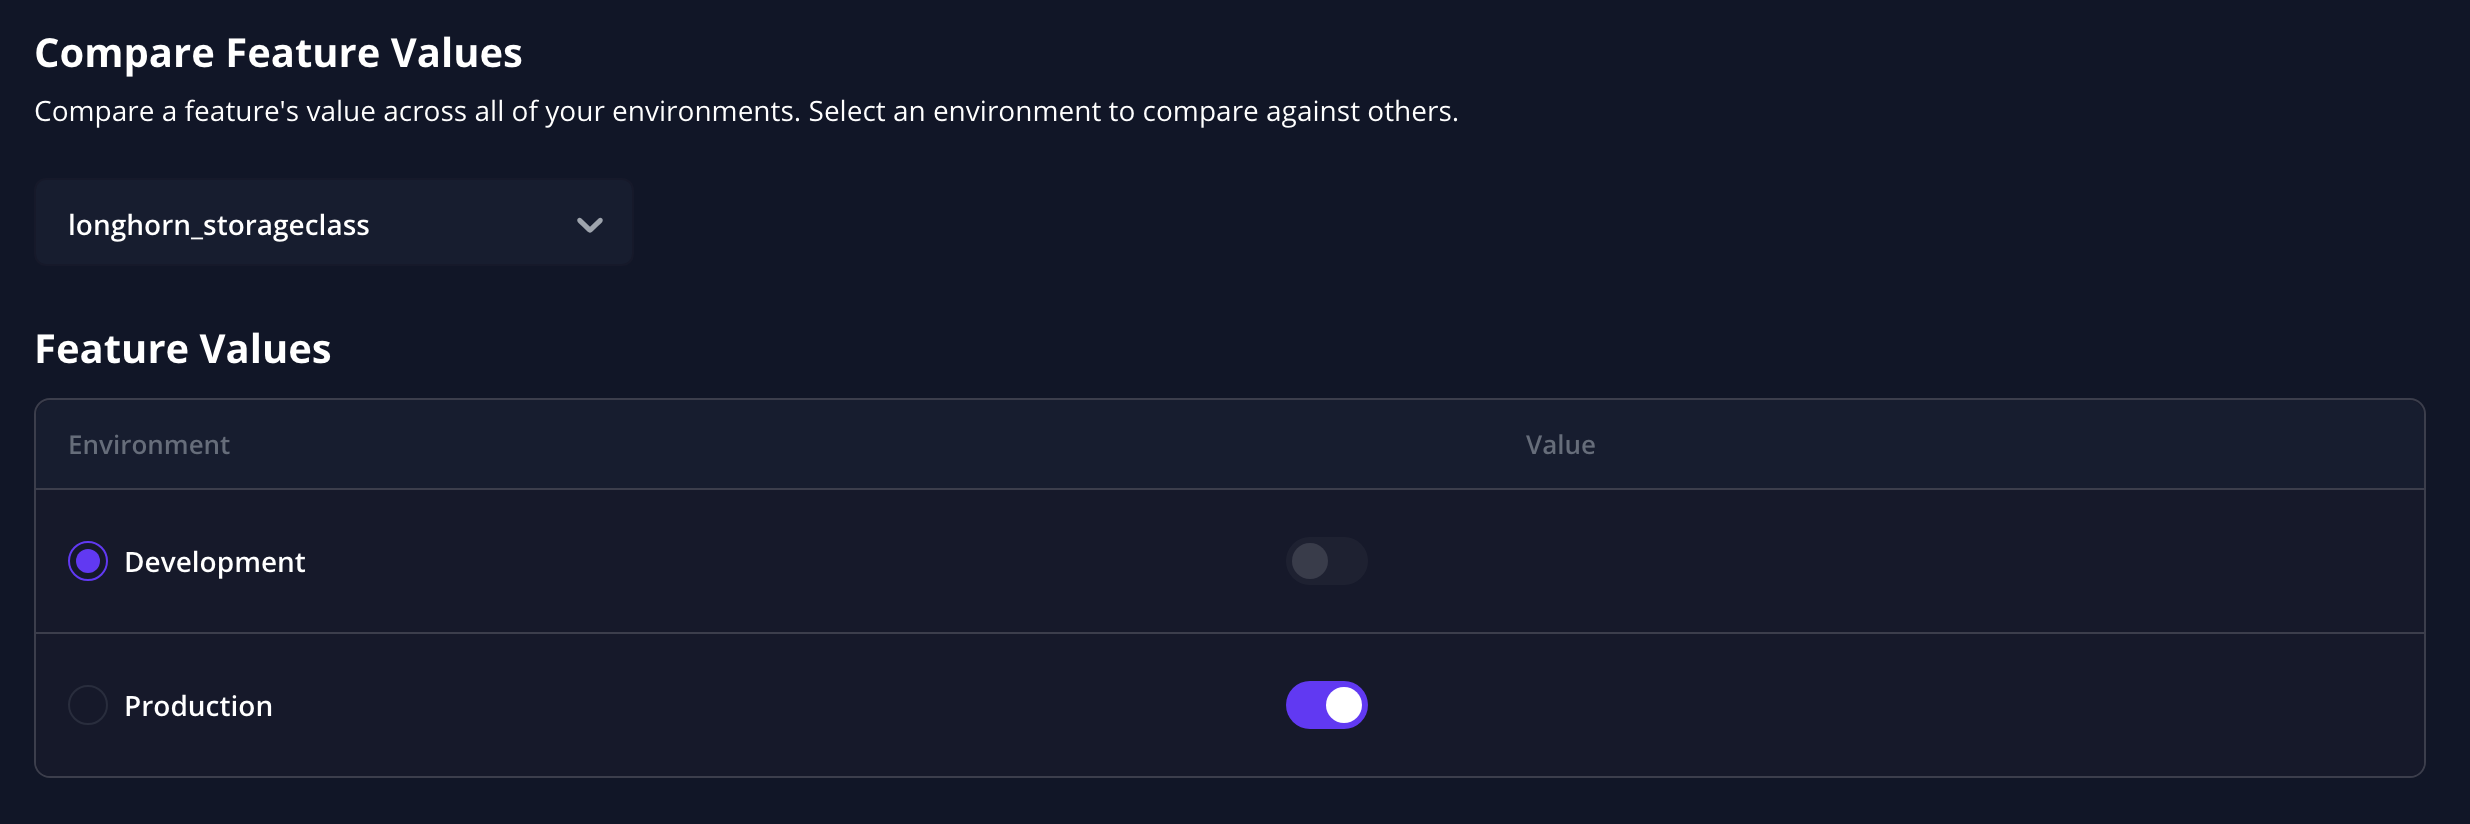 Compare Feature Values
Compare a feature's value across all of your environments. Select an environment to compare against others.
longhorn_storageclass
Feature Values
Environment Value
Development
Production